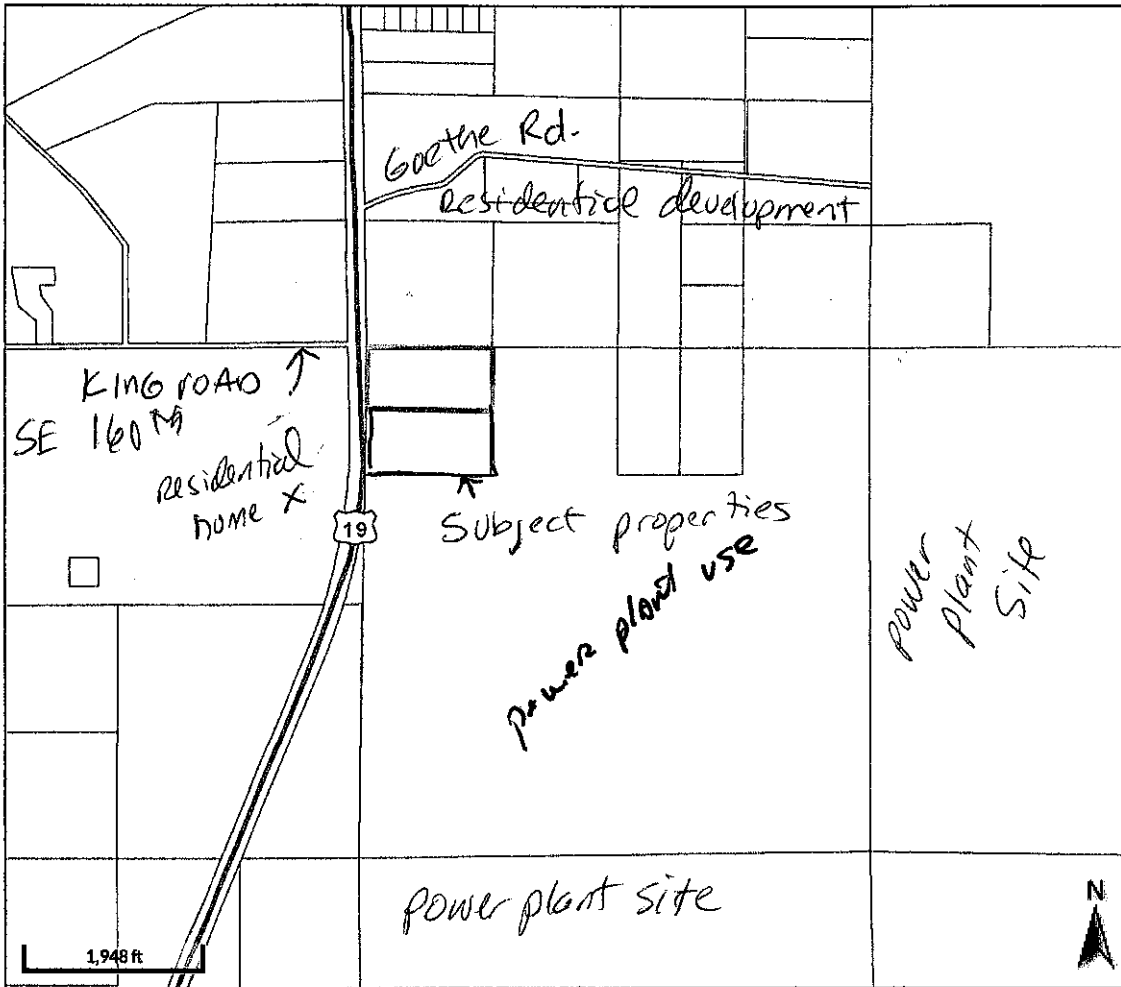 Goethe Rd.
Residential development
KING ROAD
SE 160th
residential
home x
19
Subject properties
power plant use
power
plant
Site
power plant site
N
1,948 ft